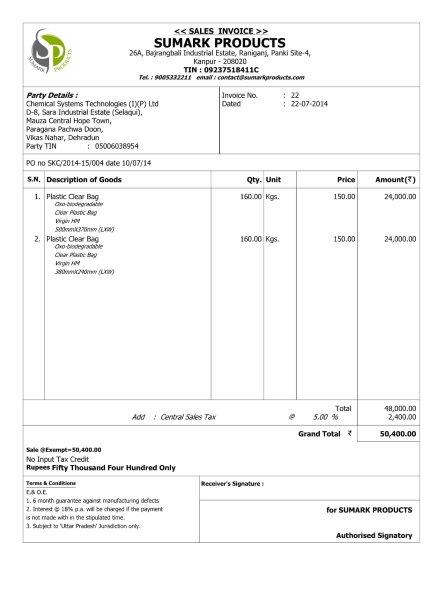 << SALES INVOICE >>
SUMARK PRODUCTS
26A, Bajrangbali Industrial Estate, Raniganj, Panki Site-4,
Kanpur - 208020
TIN : 09237518411C
Tel. : 9005332211 email : contact@sumarkproducts.com
SUMARK PRODUCTS
Party Details :
Chemical Systems Technologies (I)(P) Ltd
D-8, Sara Industrial Estate (Selaqui),
Mauza Central Hope Town,
Paragana Pachwa Doon,
Vikas Nahar, Dehradun
Party TIN : 05006038954
Invoice No. : 22
Dated : 22-07-2014
PO no SKC/2014-15/004 date 10/07/14
S.N. Description of Goods Qty. Unit Price Amount(₹)
1. Plastic Clear Bag 160.00 Kgs. 150.00 24,000.00
Oxo-biodegradable
Clear Plastic Bag
Virgin HM
500mmX370mm (LXW)
2. Plastic Clear Bag 160.00 Kgs. 150.00 24,000.00
Oxo-biodegradable
Clear Plastic Bag
Virgin HM
380mmX240mm (LXW)
Total 48,000.00
Add : Central Sales Tax @ 5.00 % 2,400.00
Grand Total ₹ 50,400.00
Sale @Exempt=50,400.00
No Input Tax Credit
Rupees Fifty Thousand Four Hundred Only
Terms & Conditions
E.& O.E.
1. 6 month guarantee against manufacturing defects
2. Interest @ 18% p.a. will be charged if the payment
is not made with in the stipulated time.
3. Subject to 'Uttar Pradesh' Jurisdiction only.
Receiver's Signature :
for SUMARK PRODUCTS
Authorised Signatory